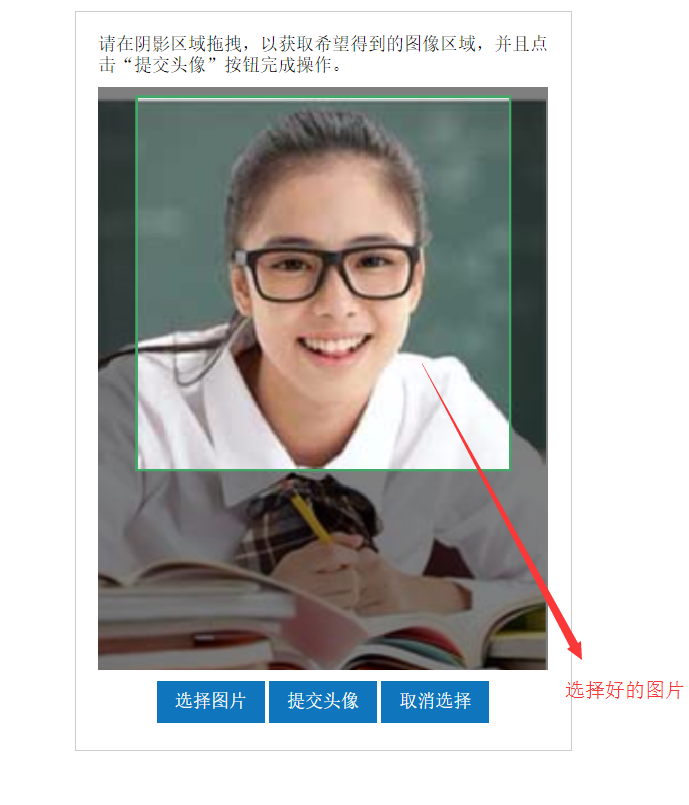 请在阴影区域拖拽，以获取希望得到的图像区域，并且点
击“提交头像”按钮完成操作。
选择图片 提交头像 取消选择
选择好的图片